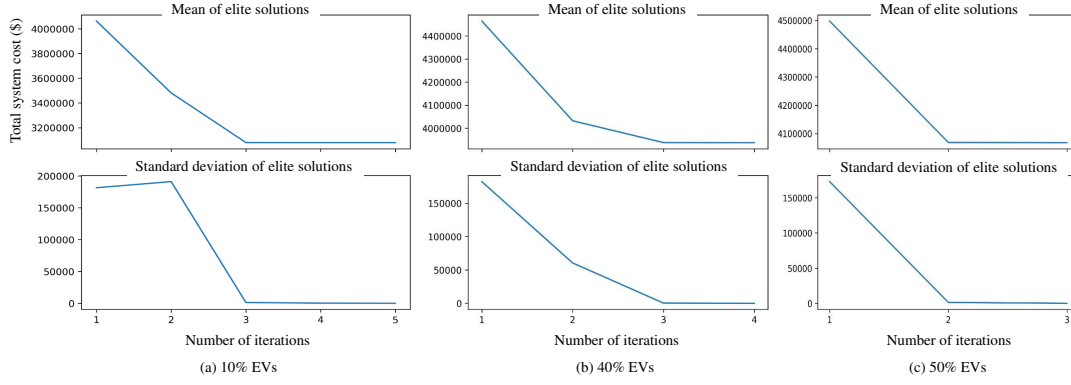 Mean of elite solutions
Mean of elite solutions
Mean of elite solutions
Total system cost ($)
4000000
3800000
3600000
3400000
3200000
4400000
4300000
4200000
4100000
4000000
4500000
4400000
4300000
4200000
4100000
Standard deviation of elite solutions
Standard deviation of elite solutions
Standard deviation of elite solutions
200000
150000
100000
50000
0
150000
100000
50000
0
150000
100000
50000
0
1 2 3 4 5
1 2 3 4
1 2 3
Number of iterations
Number of iterations
Number of iterations
(a) 10% EVs
(b) 40% EVs
(c) 50% EVs